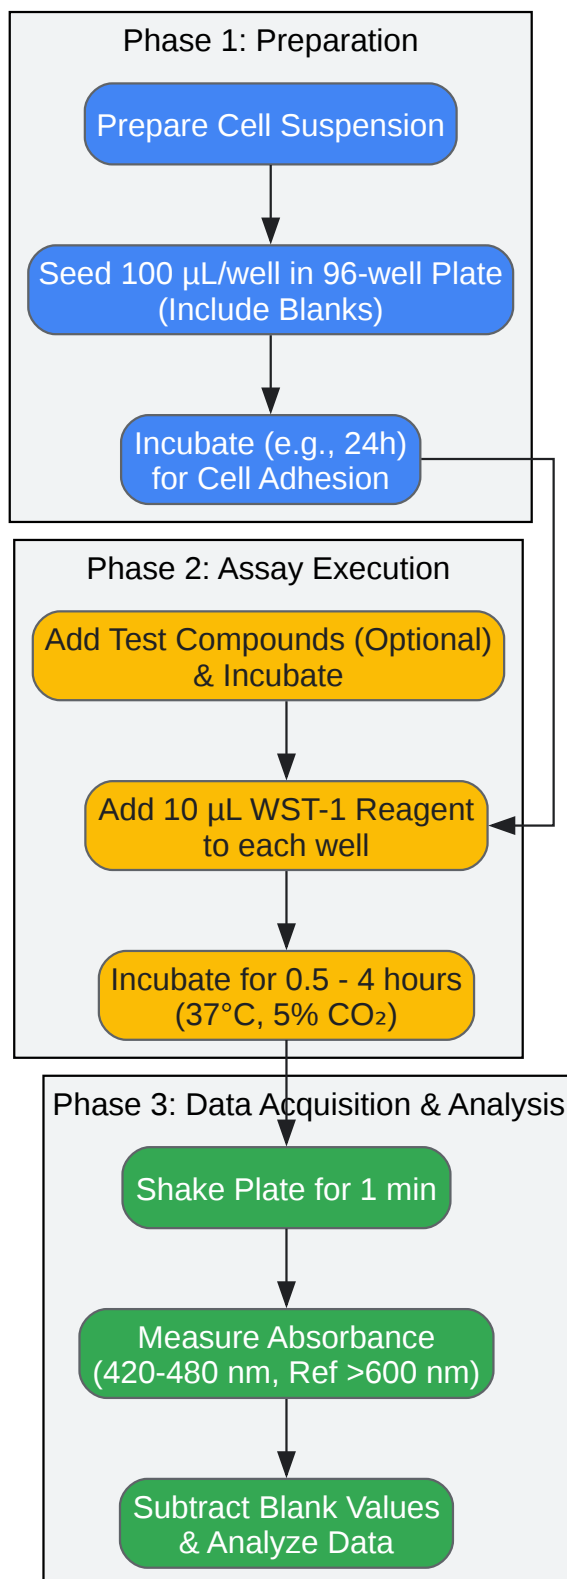 Phase 1: Preparation
Prepare Cell Suspension
Seed 100 µL/well in 96-well Plate
(Include Blanks)
Incubate (e.g., 24h)
for Cell Adhesion
Phase 2: Assay Execution
Add Test Compounds (Optional)
& Incubate
Add 10 µL WST-1 Reagent
to each well
Incubate for 0.5 - 4 hours
(37°C, 5% CO₂)
Phase 3: Data Acquisition & Analysis
Shake Plate for 1 min
Measure Absorbance
(420-480 nm, Ref >600 nm)
Subtract Blank Values
& Analyze Data